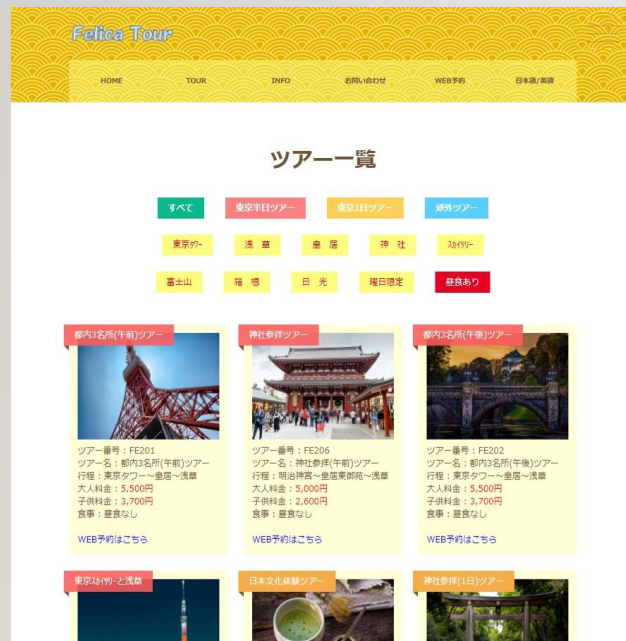 Felica Tour
HOME TOUR INFO お問い合わせ WEB予約 日本語/英語
ツアー一覧
すべて 東京半日ツアー 東京1日ツアー 郊外ツアー
東京ﾀﾜｰ 浅 草 皇 居 神 社 ｽｶｲﾂﾘｰ
富士山 箱 根 日 光 曜日限定 昼食あり
都内3名所(午前)ツアー
ツアー番号：FE201
ツアー名：都内3名所(午前)ツアー
行程：東京タワー～皇居～浅草
大人料金：5,500円
子供料金：3,700円
食事：昼食なし
WEB予約はこちら
神社参拝ツアー
ツアー番号：FE206
ツアー名：神社参拝(午前)ツアー
行程：明治神宮～皇居東御苑～浅草
大人料金：5,000円
子供料金：2,600円
食事：昼食なし
WEB予約はこちら
都内3名所(午後)ツアー
ツアー番号：FE202
ツアー名：都内3名所(午後)ツアー
行程：東京タワー～皇居～浅草
大人料金：5,500円
子供料金：3,700円
食事：昼食なし
WEB予約はこちら
東京ｽｶｲﾂﾘｰと浅草
日本文化体験ツアー
神社参拝(1日)ツアー